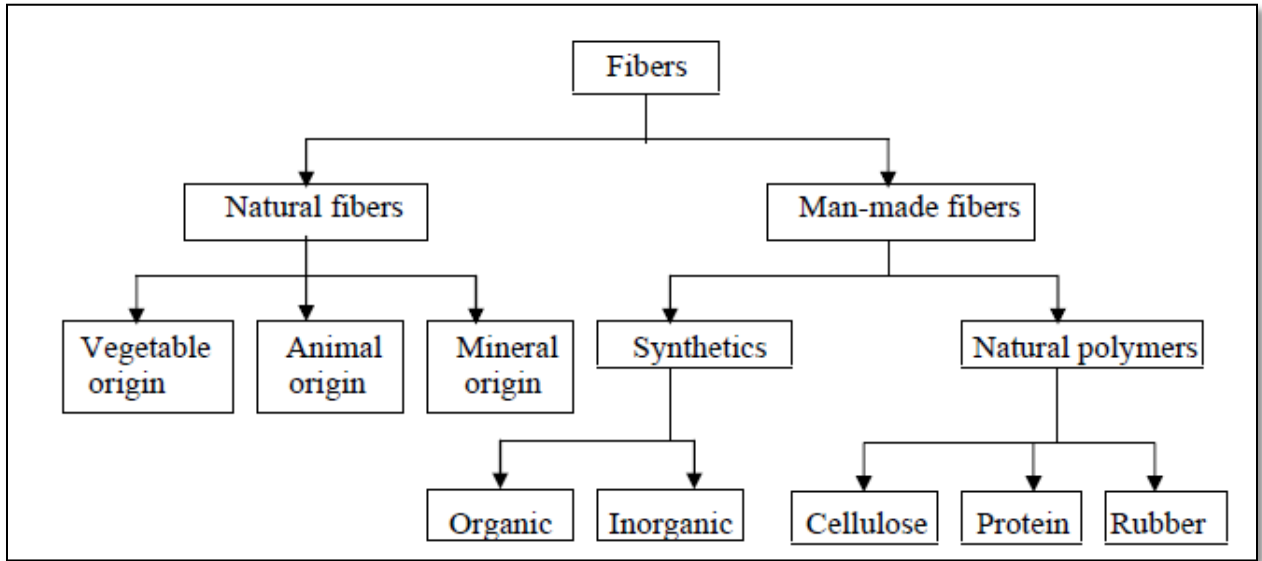 Fibers
Natural fibers
Man-made fibers
Vegetable
origin
Animal
origin
Mineral
origin
Synthetics
Natural polymers
Organic
Inorganic
Cellulose
Protein
Rubber